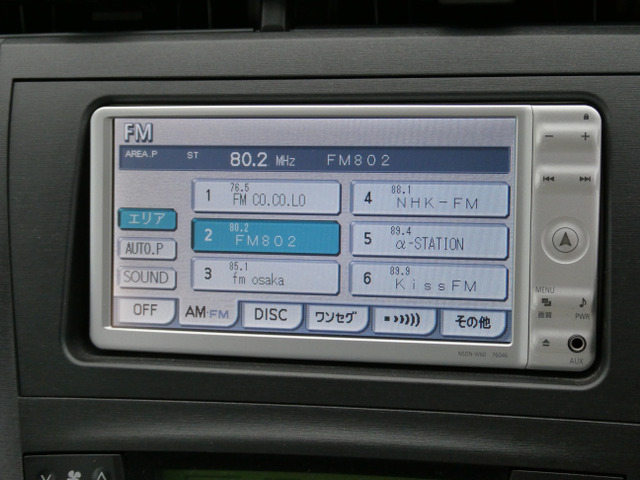 FM
AREA.P ST 80.2 MHz FM802
1 76.5 FM CO.CO.LO
4 88.1 NHK-FM
エリア
2 80.2 FM802
5 89.4 α-STATION
AUTO.P
3 85.1 fm osaka
6 89.9 KissFM
SOUND
OFF AM･FM DISC ワンセグ その他
MENU
画質 PWR
AUX